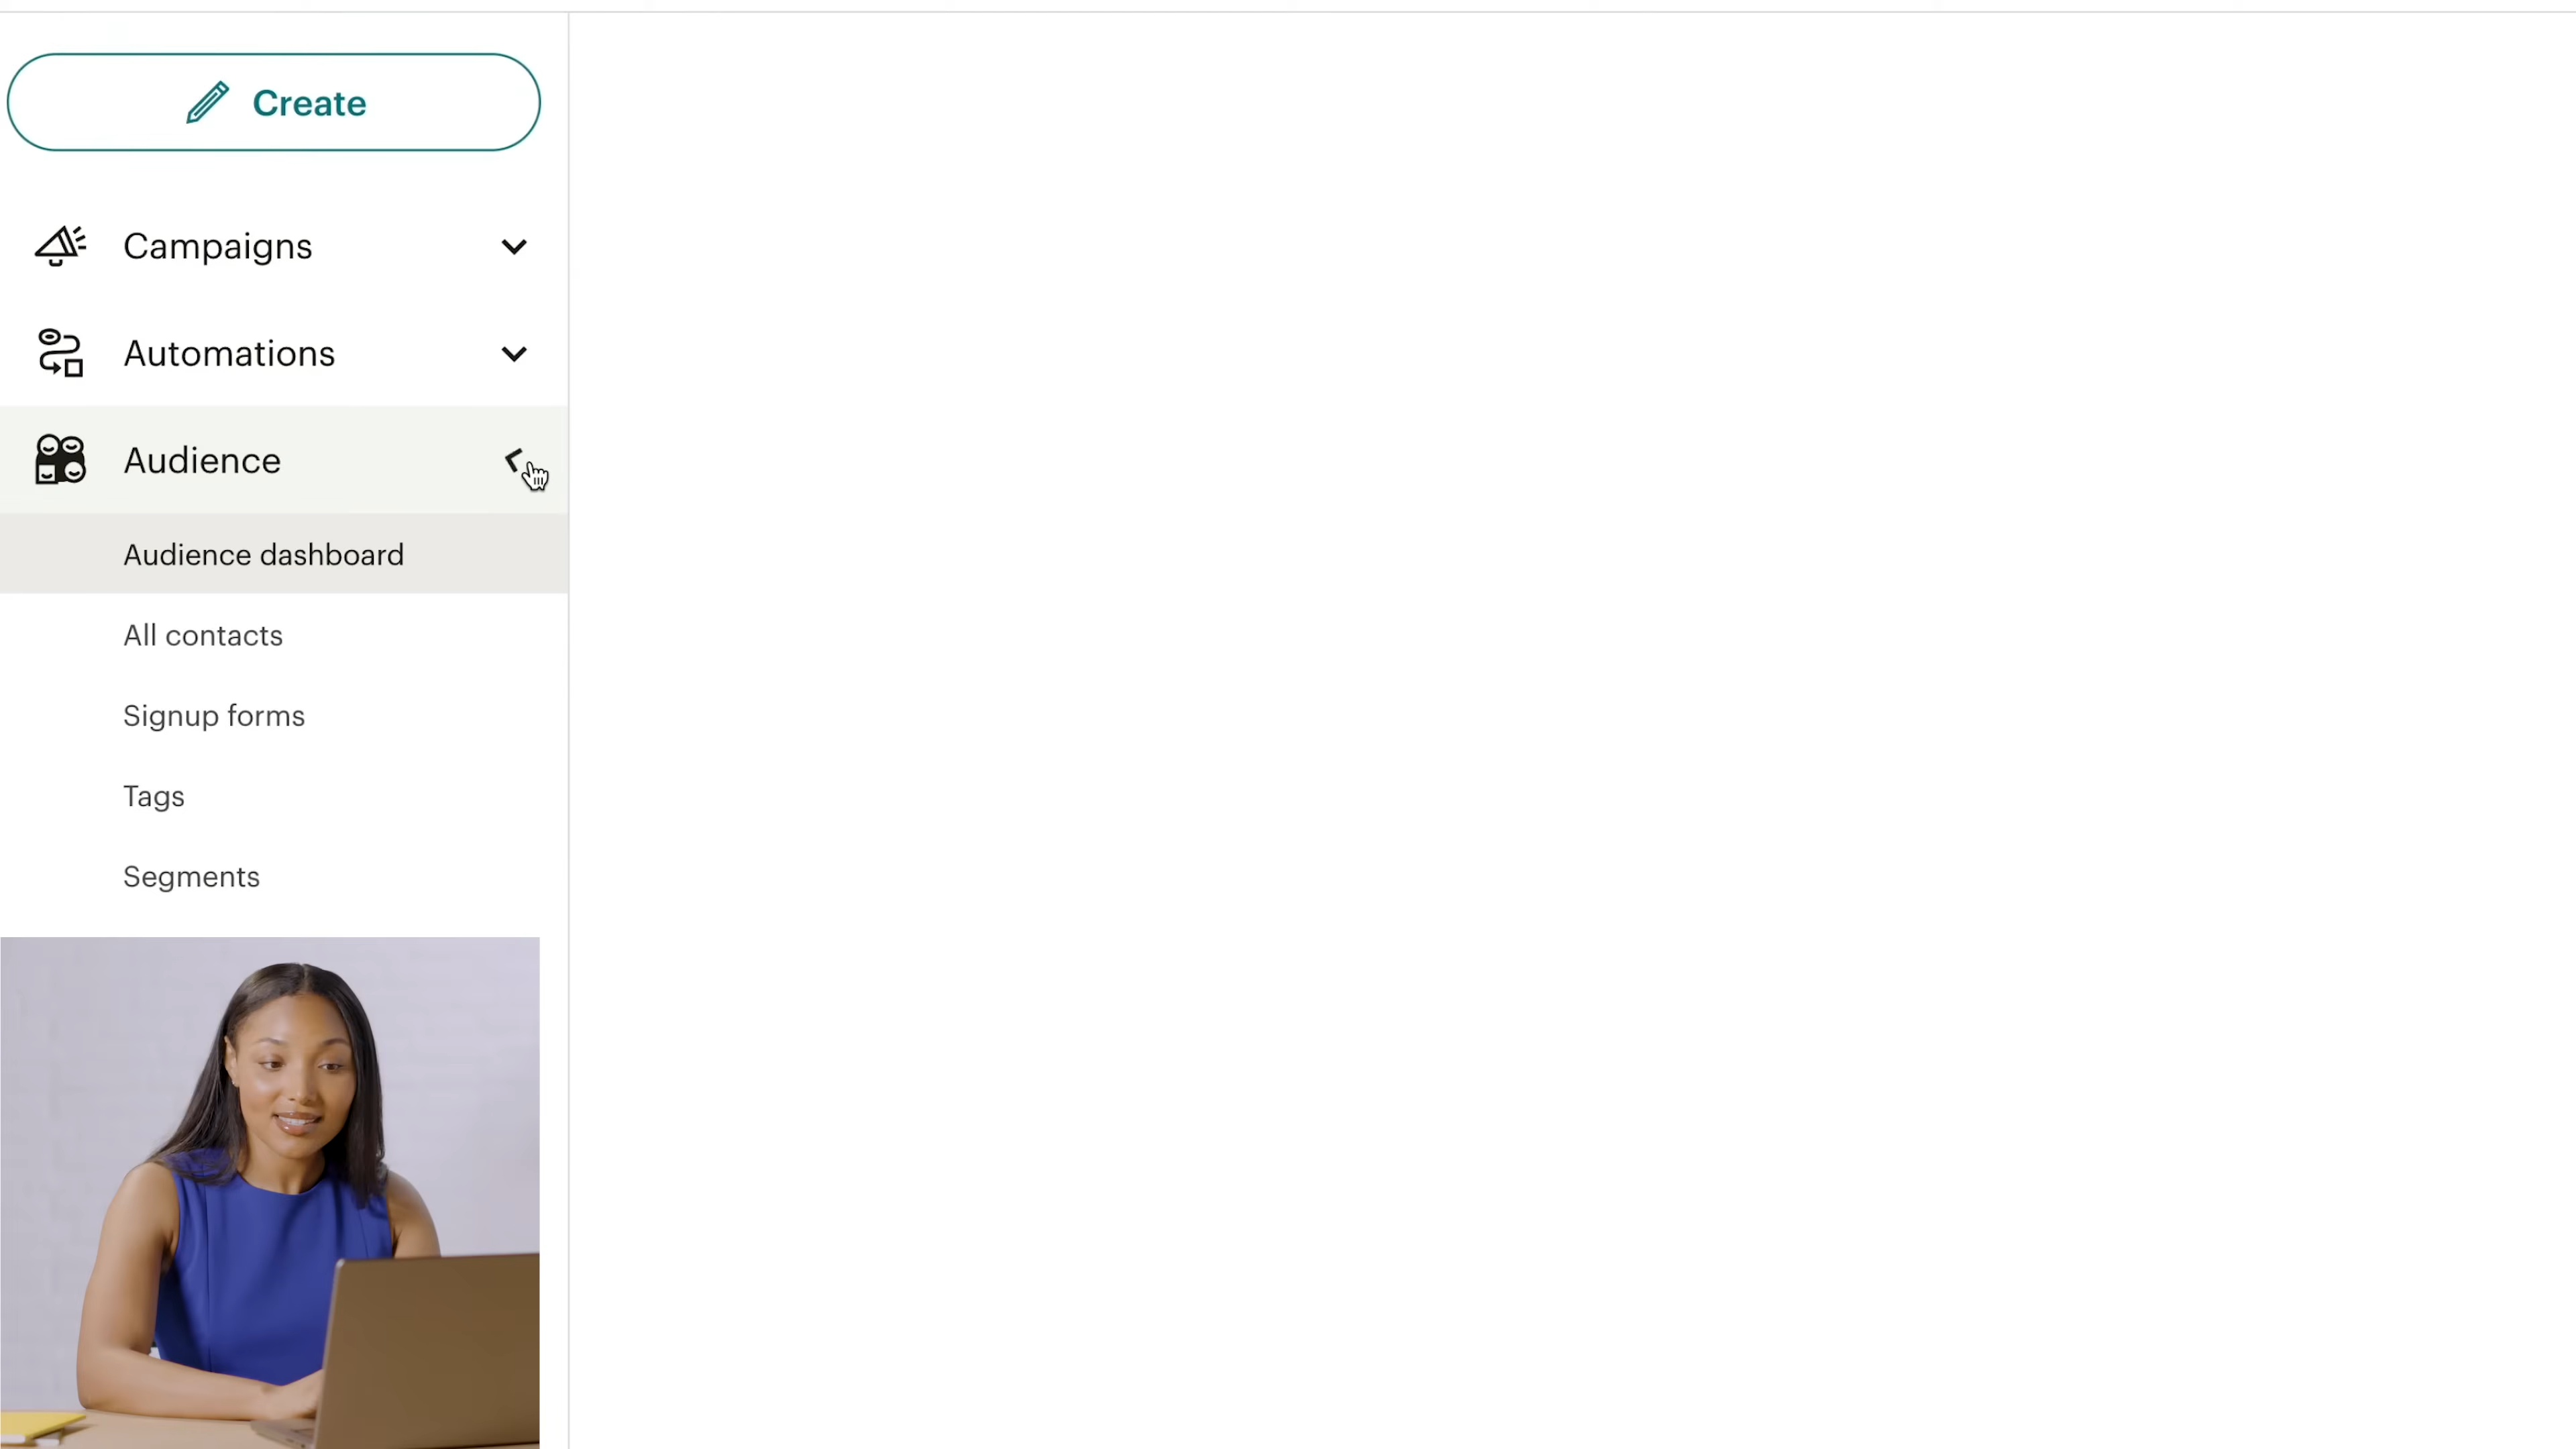 Create
Campaigns
Automations
Audience
Audience dashboard
All contacts
Signup forms
Tags
Segments